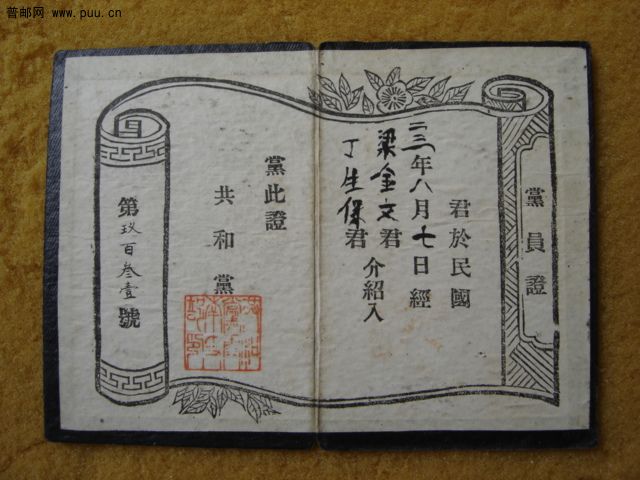 普邮网 www.puu.cn
黨員證
君於民國
二三年八月七日經
梁金文君
丁生保君
介紹入
黨此證
共和黨
第玖百叁壹號